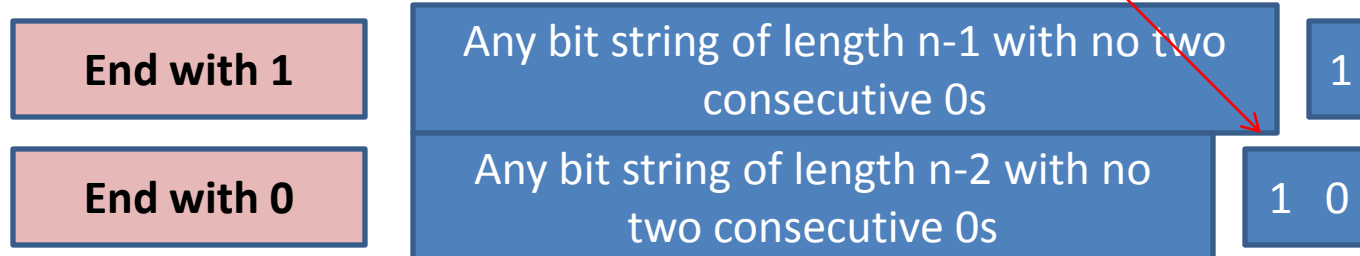 End with 1
Any bit string of length n-1 with no two
consecutive 0s
1
End with 0
Any bit string of length n-2 with no
two consecutive 0s
1 0